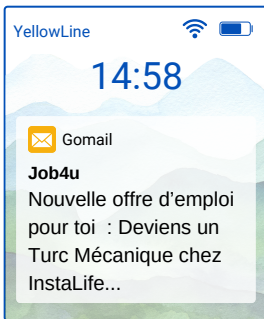 YellowLine
14:58
Gomail
Job4u
Nouvelle offre d’emploi
pour toi : Deviens un
Turc Mécanique chez
InstaLife...